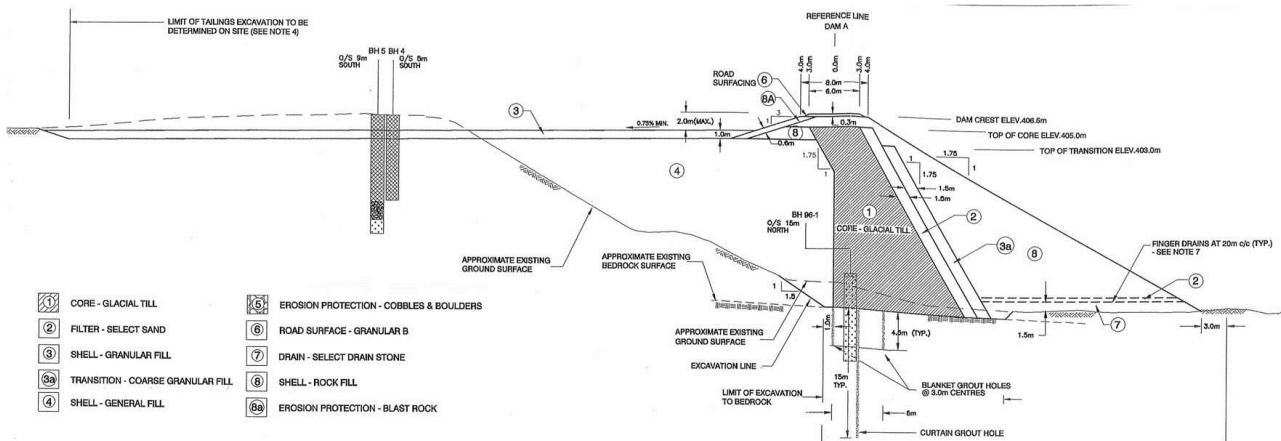 LIMIT OF TAILINGS EXCAVATION TO BE
DETERMINED ON SITE (SEE NOTE 4)
BH 5
BH 4
O/S 9m
SOUTH
O/S 5m
SOUTH
REFERENCE LINE
DAM A
4.0m
3.0m
0.0m
3.0m
4.0m
8.0m
6.0m
ROAD
SURFACING
6
8A
3
1
2.0m(MAX.)
0.75% MIN.
3
1.0m
0.6m
8
0.3m
DAM CREST ELEV.406.5m
TOP OF CORE ELEV.405.0m
TOP OF TRANSITION ELEV.403.0m
1.75
1
1.75
1
1
1.75
1.5m
1.5m
4
1
CORE - GLACIAL TILL
2
3a
8
BH 96-1
O/S 15m
NORTH
FINGER DRAINS AT 20m c/c (TYP.)
- SEE NOTE 7
2
7
1.5m
3.0m
APPROXIMATE EXISTING
GROUND SURFACE
APPROXIMATE EXISTING
BEDROCK SURFACE
1
1.5
APPROXIMATE EXISTING
GROUND SURFACE
EXCAVATION LINE
1.0m
(TYP.)
15m
TYP.
LIMIT OF EXCAVATION
TO BEDROCK
BLANKET GROUT HOLES
@ 3.0m CENTRES
CURTAIN GROUT HOLE
1 CORE - GLACIAL TILL
2 FILTER - SELECT SAND
3 SHELL - GRANULAR FILL
3a TRANSITION - COARSE GRANULAR FILL
4 SHELL - GENERAL FILL
5 EROSION PROTECTION - COBBLES & BOULDERS
6 ROAD SURFACE - GRANULAR B
7 DRAIN - SELECT DRAIN STONE
8 SHELL - ROCK FILL
8a EROSION PROTECTION - BLAST ROCK